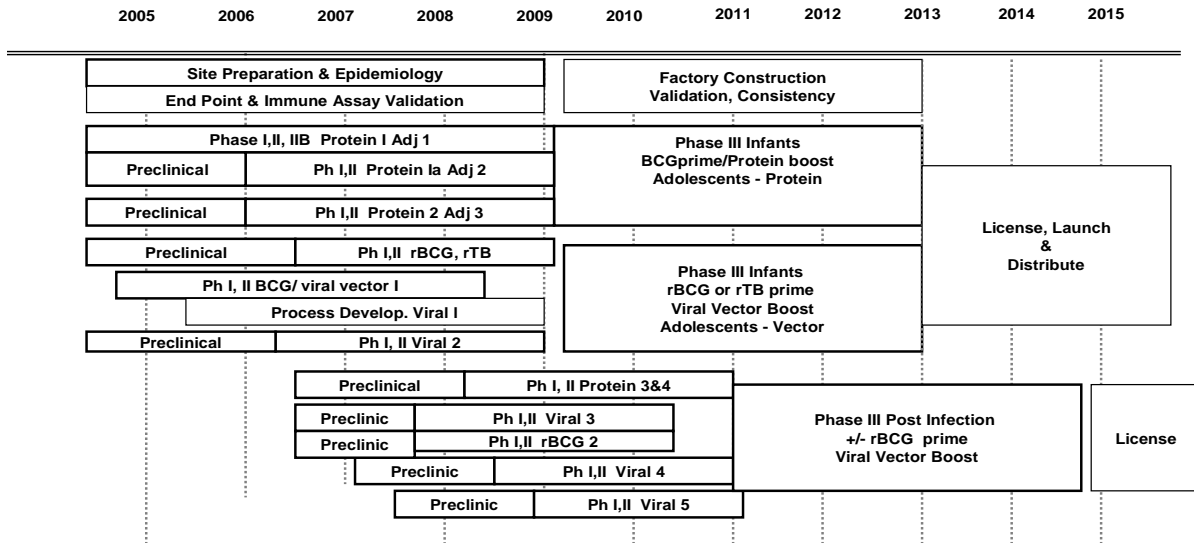 2005 2006 2007 2008 2009 2010 2011 2012 2013 2014 2015
Site Preparation & Epidemiology
End Point & Immune Assay Validation
Factory Construction
Validation, Consistency
Phase I,II, IIB Protein I Adj 1
Preclinical Ph I,II Protein Ia Adj 2
Preclinical Ph I,II Protein 2 Adj 3
Phase III Infants
BCGprime/Protein boost
Adolescents - Protein
Preclinical Ph I,II rBCG, rTB
Ph I, II BCG/ viral vector I
Process Develop. Viral I
Preclinical Ph I, II Viral 2
Phase III Infants
rBCG or rTB prime
Viral Vector Boost
Adolescents - Vector
License, Launch
&
Distribute
Preclinical Ph I, II Protein 3&4
Preclinic Ph I,II Viral 3
Preclinic Ph I,II rBCG 2
Preclinic Ph I,II Viral 4
Preclinic Ph I,II Viral 5
Phase III Post Infection
+/- rBCG prime
Viral Vector Boost
License